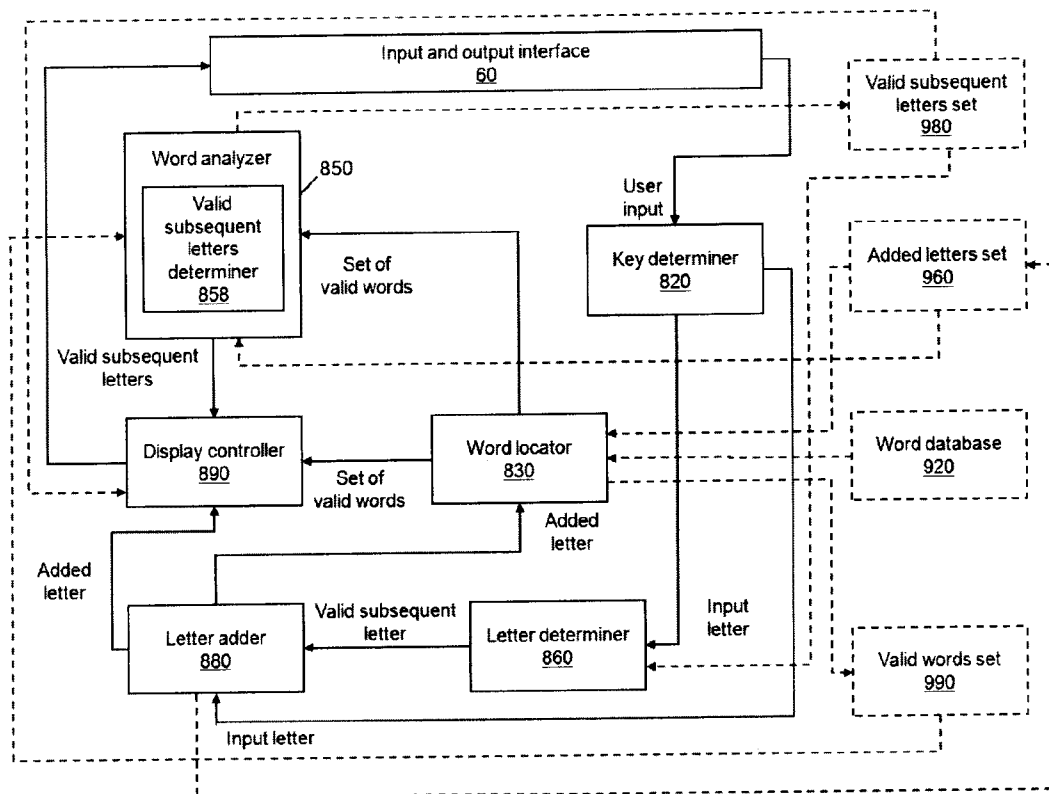 Input and output interface
60
Valid subsequent
letters set
980
Word analyzer
850
Valid
subsequent
letters
determiner
858
User
input
Set of
valid words
Key determiner
820
Added letters set
960
Valid subsequent
letters
Display controller
890
Set of
valid words
Word locator
830
Word database
920
Added
letter
Added
letter
Valid subsequent
letter
Input
letter
Letter adder
880
Letter determiner
860
Valid words set
990
Input letter